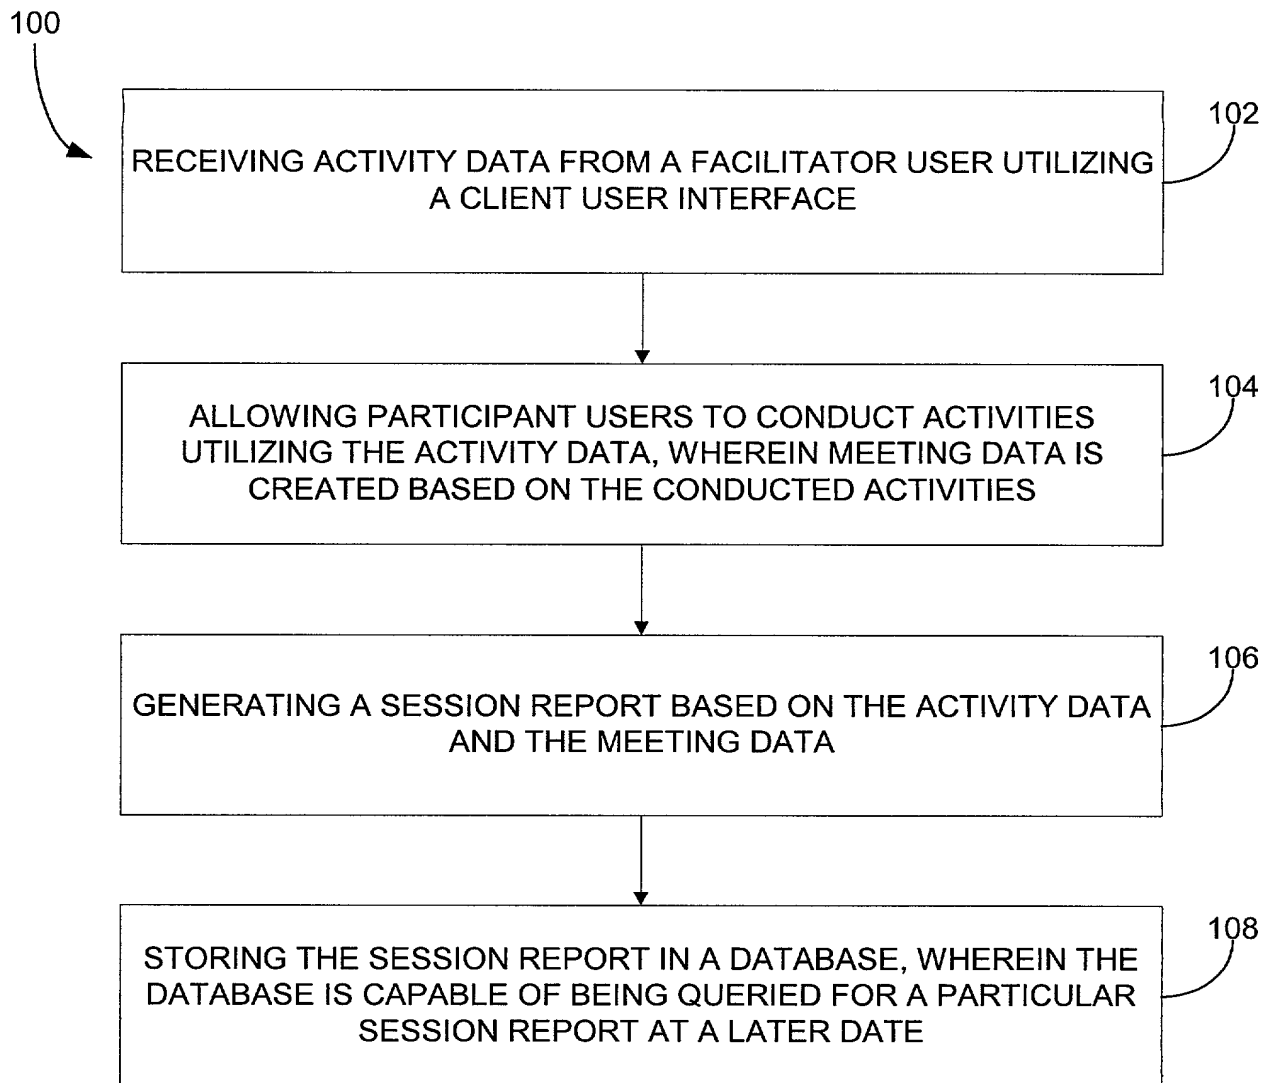 100
102
RECEIVING ACTIVITY DATA FROM A FACILITATOR USER UTILIZING
A CLIENT USER INTERFACE
104
ALLOWING PARTICIPANT USERS TO CONDUCT ACTIVITIES
UTILIZING THE ACTIVITY DATA, WHEREIN MEETING DATA IS
CREATED BASED ON THE CONDUCTED ACTIVITIES
106
GENERATING A SESSION REPORT BASED ON THE ACTIVITY DATA
AND THE MEETING DATA
108
STORING THE SESSION REPORT IN A DATABASE, WHEREIN THE
DATABASE IS CAPABLE OF BEING QUERIED FOR A PARTICULAR
SESSION REPORT AT A LATER DATE